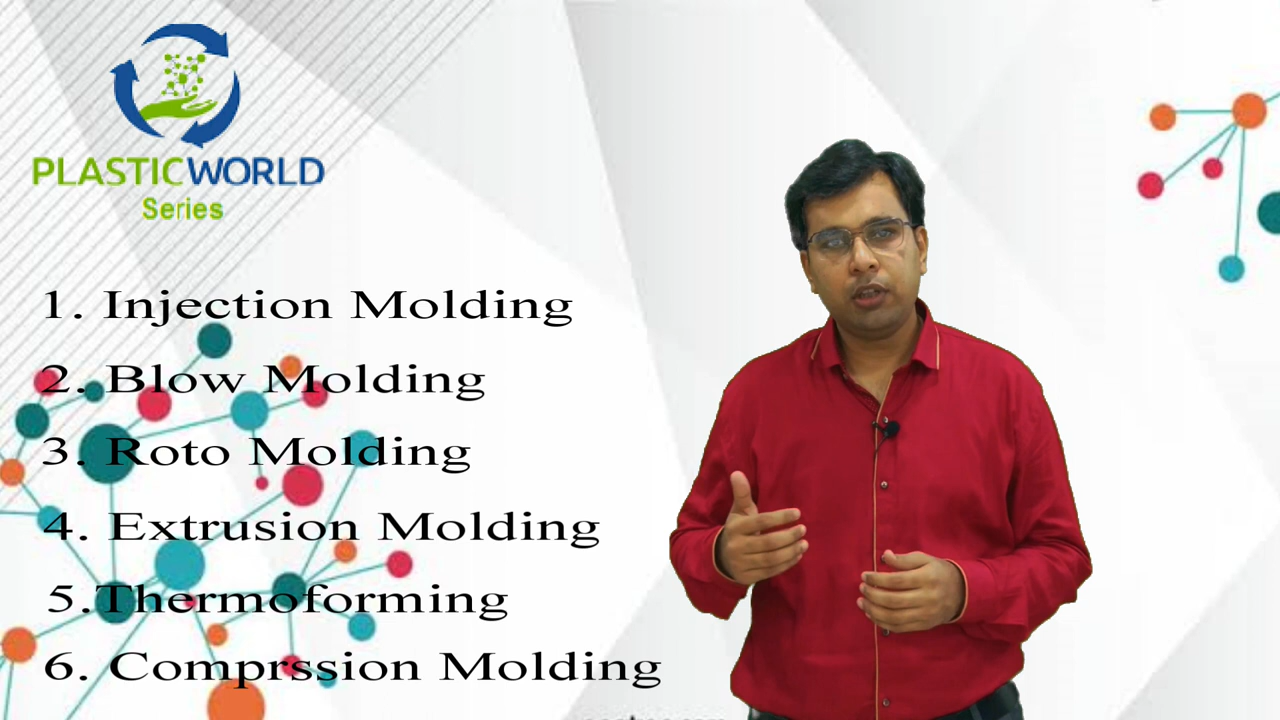 PLASTICWORLD
Series
1. Injection Molding
2. Blow Molding
3. Roto Molding
4. Extrusion Molding
5.Thermoforming
6. Comprssion Molding